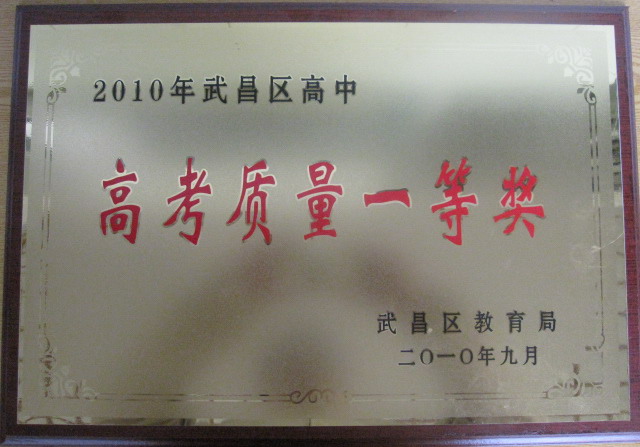 2010年武昌区高中
高考质量一等奖
武昌区教育局
二〇一〇年九月